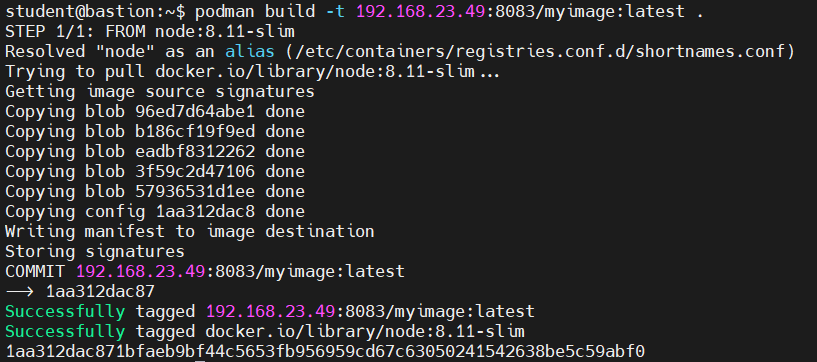 student@bastion:~$ podman build -t 192.168.23.49:8083/myimage:latest .
STEP 1/1: FROM node:8.11-slim
Resolved "node" as an alias (/etc/containers/registries.conf.d/shortnames.conf)
Trying to pull docker.io/library/node:8.11-slim...
Getting image source signatures
Copying blob 96ed7d64abe1 done
Copying blob b186cf19f9ed done
Copying blob eadbf8312262 done
Copying blob 3f59c2d47106 done
Copying blob 57936531d1ee done
Copying config 1aa312dac8 done
Writing manifest to image destination
Storing signatures
COMMIT 192.168.23.49:8083/myimage:latest
--> 1aa312dac87
Successfully tagged 192.168.23.49:8083/myimage:latest
Successfully tagged docker.io/library/node:8.11-slim
1aa312dac871bfaeb9bf44c5653fb956959cd67c63050241542638be5c59abf0